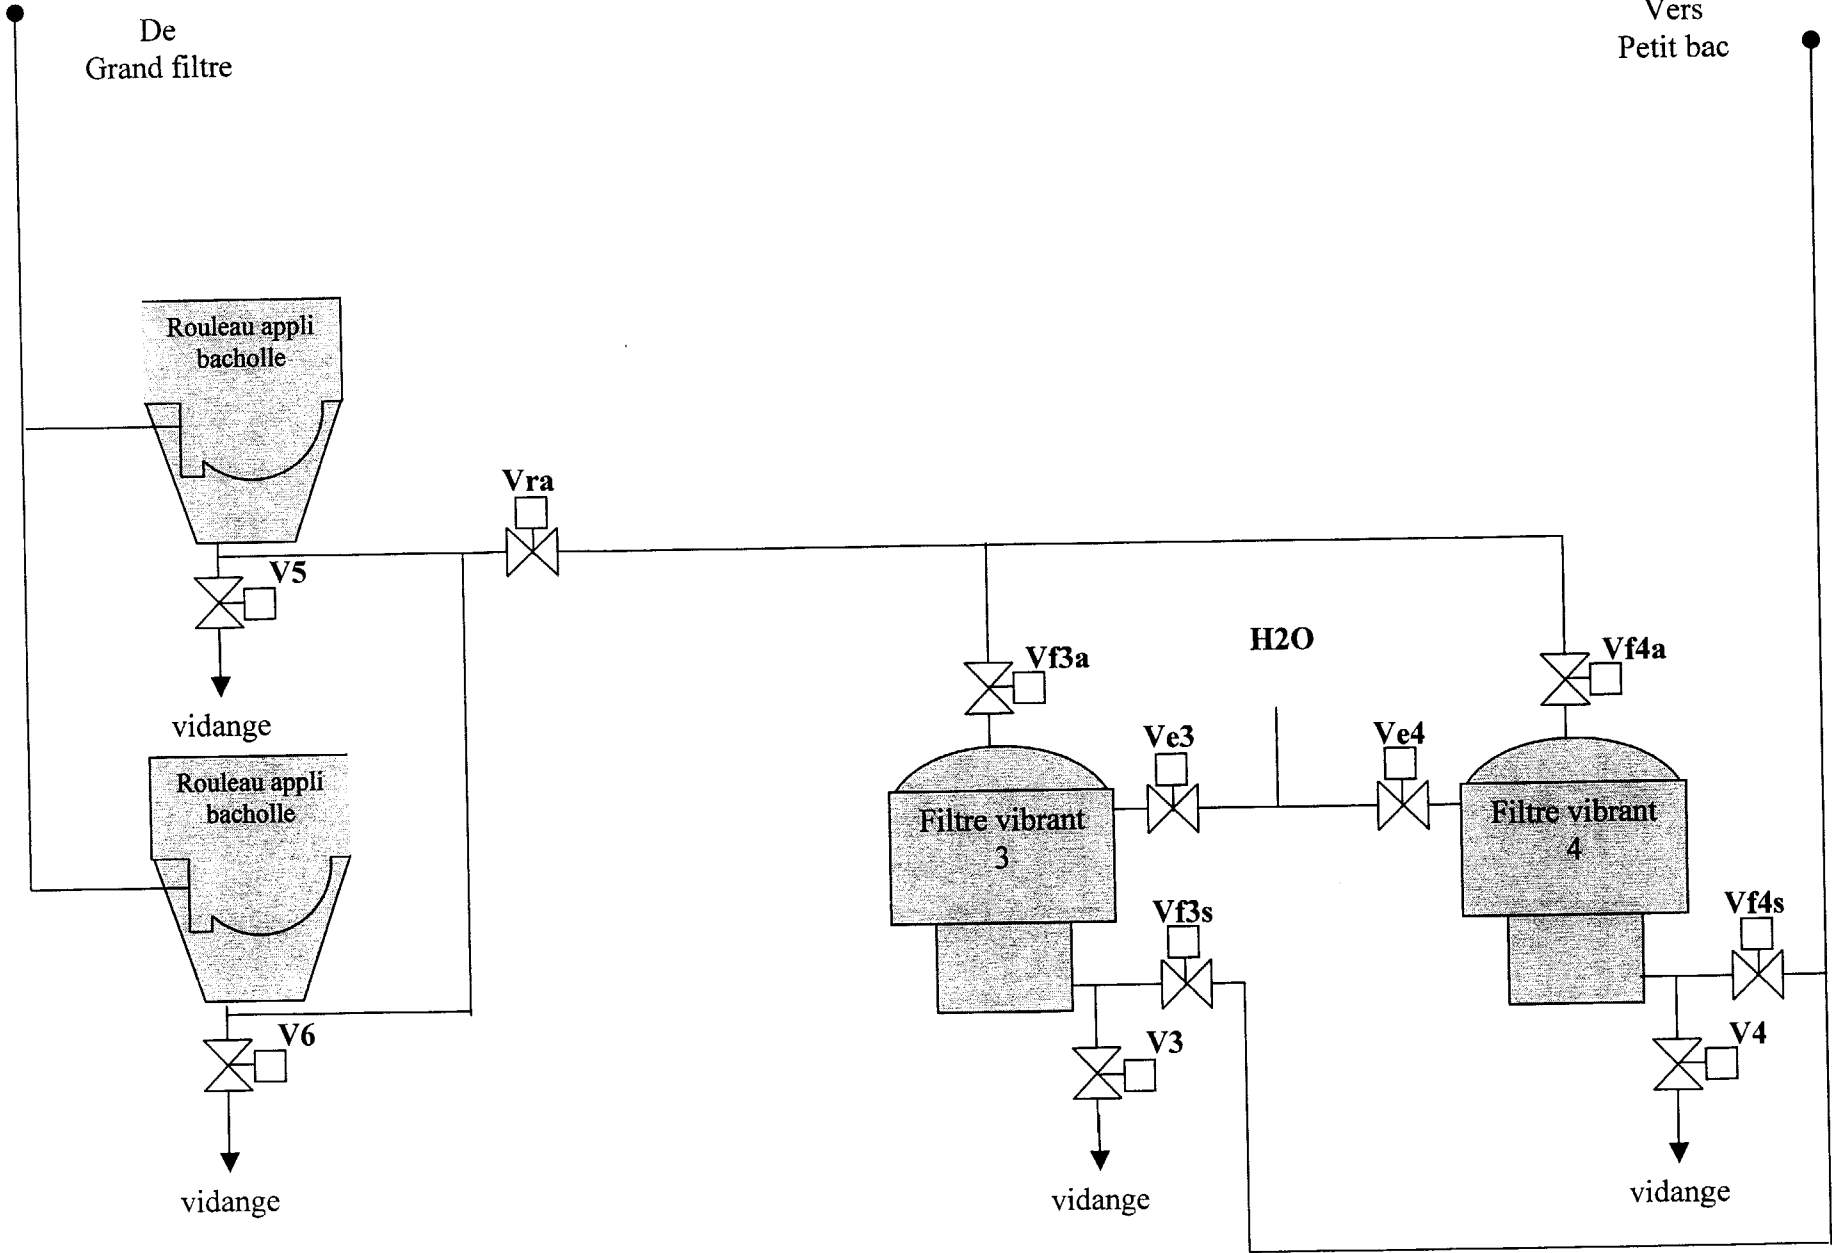 De
Grand filtre
Vers
Petit bac
Rouleau appli
bacholle
Vra
V5
vidange
H2O
Vf3a
Vf4a
Rouleau appli
bacholle
Ve3
Ve4
Filtre vibrant
3
Filtre vibrant
4
Vf3s
Vf4s
V6
V3
V4
vidange
vidange
vidange